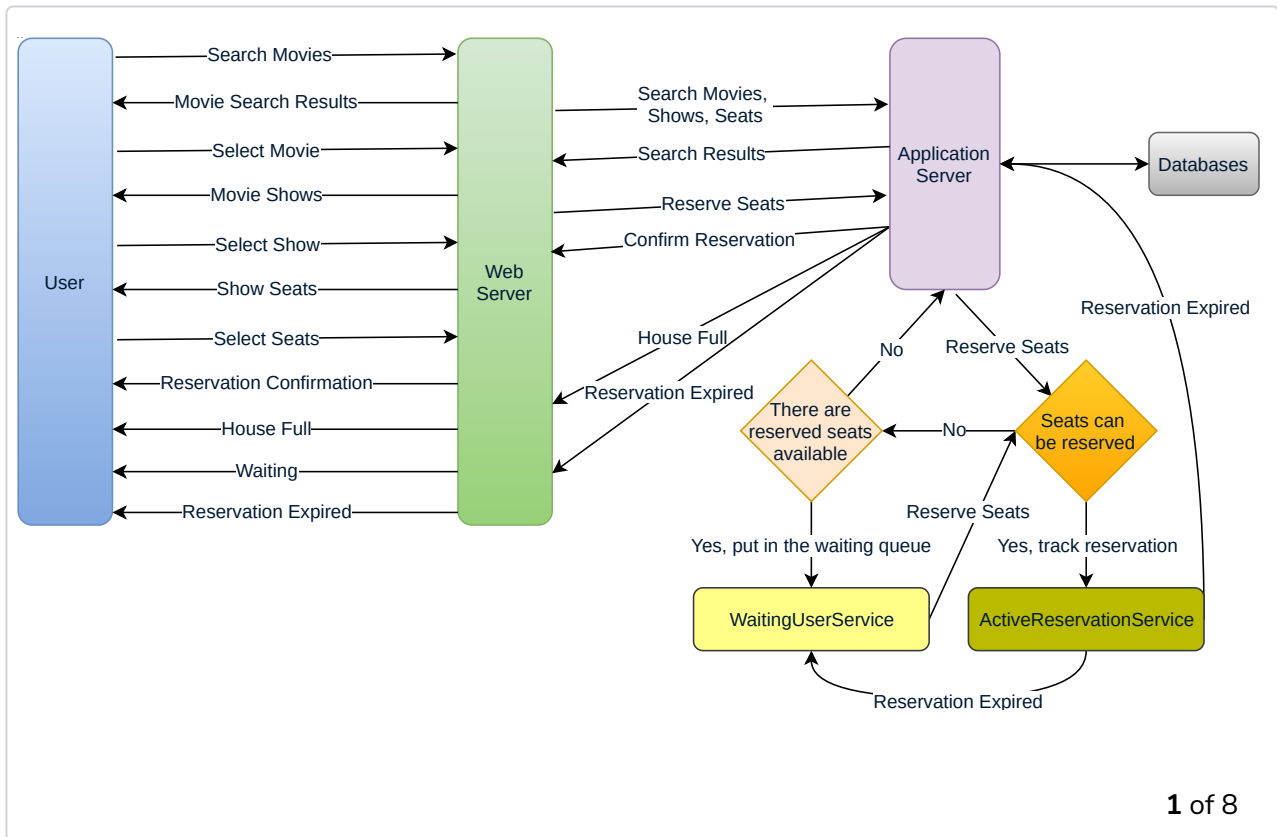 Search Movies
Movie Search Results
Select Movie
Movie Shows
Select Show
Show Seats
Select Seats
Reservation Confirmation
House Full
Waiting
Reservation Expired
User
Web
Server
Search Movies,
Shows, Seats
Search Results
Reserve Seats
Confirm Reservation
House Full
Reservation Expired
Application
Server
Databases
Reservation Expired
No
Reserve Seats
There are
reserved seats
available
No
Seats can
be reserved
Reserve Seats
Yes, put in the waiting queue
Yes, track reservation
WaitingUserService
ActiveReservationService
Reservation Expired
1 of 8